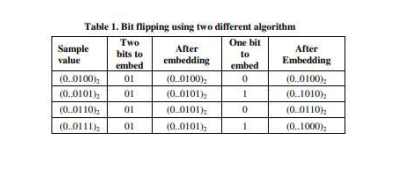 Table 1. Bit flipping using two different algorithm
Sample value | Two bits to embed | After embedding | One bit to embed | After Embedding
(0..0100)₂ | 01 | (0..0100)₂ | 0 | (0..0100)₂
(0..0101)₂ | 01 | (0..0101)₂ | 1 | (0..1010)₂
(0..0110)₂ | 01 | (0..0101)₂ | 0 | (0..0110)₂
(0..0111)₂ | 01 | (0..0101)₂ | 1 | (0..1000)₂